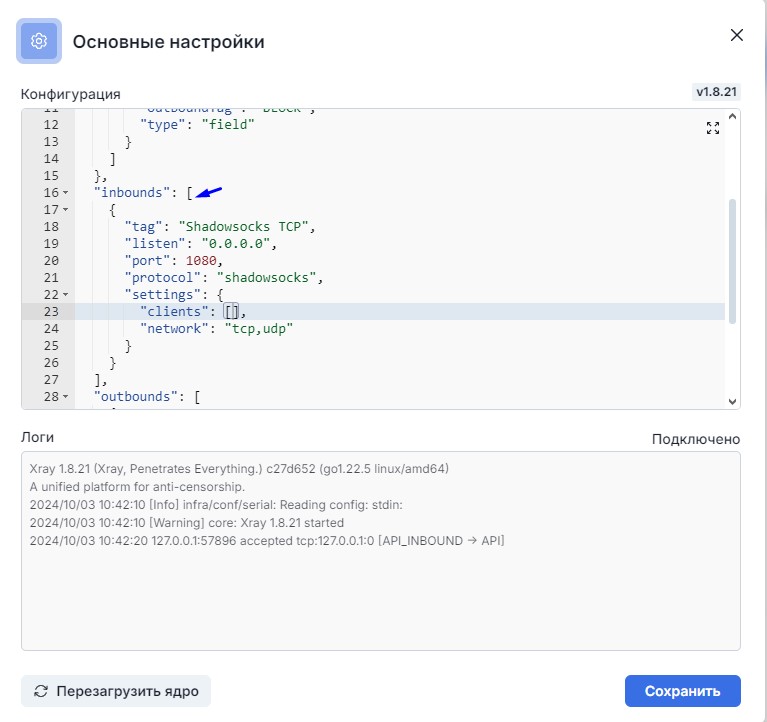 Основные настройки
Конфигурация
v1.8.21
11 "outboundTag": "BLOCK",
12 "type": "field"
13 }
14 ]
15 },
16 "inbounds": [
17 {
18 "tag": "Shadowsocks TCP",
19 "listen": "0.0.0.0",
20 "port": 1080,
21 "protocol": "shadowsocks",
22 "settings": {
23 "clients": [],
24 "network": "tcp,udp"
25 }
26 }
27 ],
28 "outbounds": [
Логи
Подключено
Xray 1.8.21 (Xray, Penetrates Everything.) c27d652 (go1.22.5 linux/amd64)
A unified platform for anti-censorship.
2024/10/03 10:42:10 [Info] infra/conf/serial: Reading config: stdin:
2024/10/03 10:42:10 [Warning] core: Xray 1.8.21 started
2024/10/03 10:42:20 127.0.0.1:57896 accepted tcp:127.0.0.1:0 [API_INBOUND -> API]
Перезагрузить ядро
Сохранить